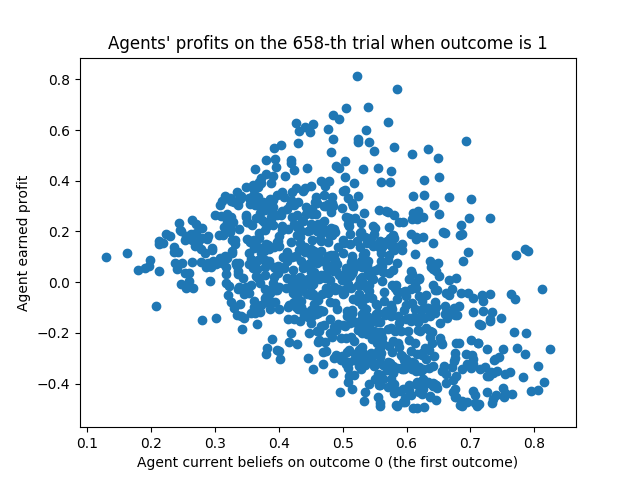 Agents' profits on the 658-th trial when outcome is 1
0.8
0.6
0.4
0.2
0.0
−0.2
−0.4
Agent earned profit
0.1 0.2 0.3 0.4 0.5 0.6 0.7 0.8
Agent current beliefs on outcome 0 (the first outcome)